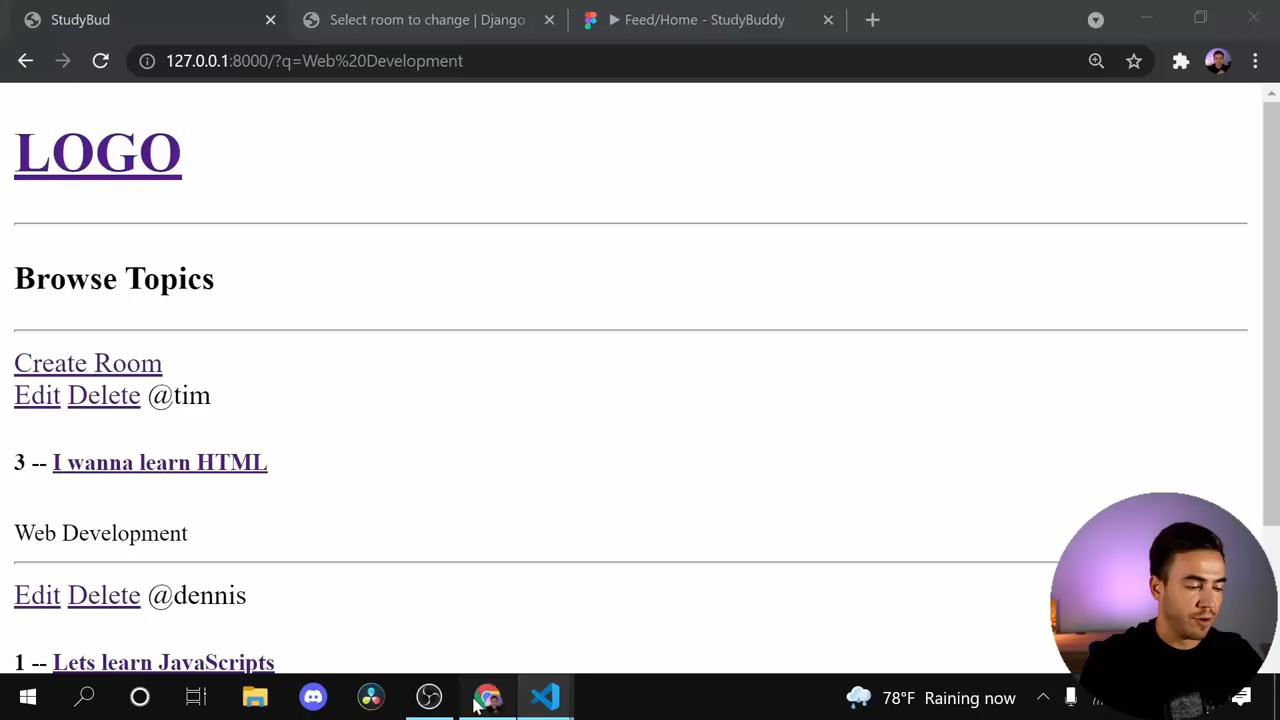 StudyBud
Select room to change | Django
Feed/Home - StudyBuddy
127.0.0.1:8000/?q=Web%20Development
LOGO
Browse Topics
Create Room
Edit Delete @tim
3 -- I wanna learn HTML
Web Development
Edit Delete @dennis
1 -- Lets learn JavaScripts
78°F Raining now